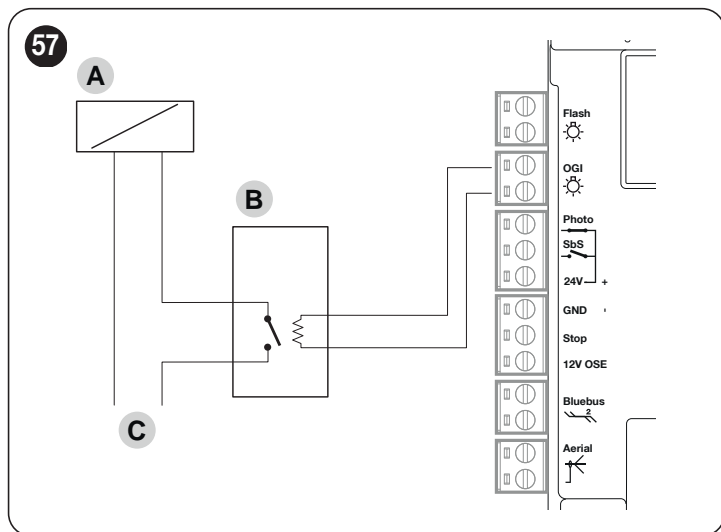 57
A
B
C
Flash
OGI
Photo
SbS
24V +
GND -
Stop
12V OSE
Bluebus
2
Aerial